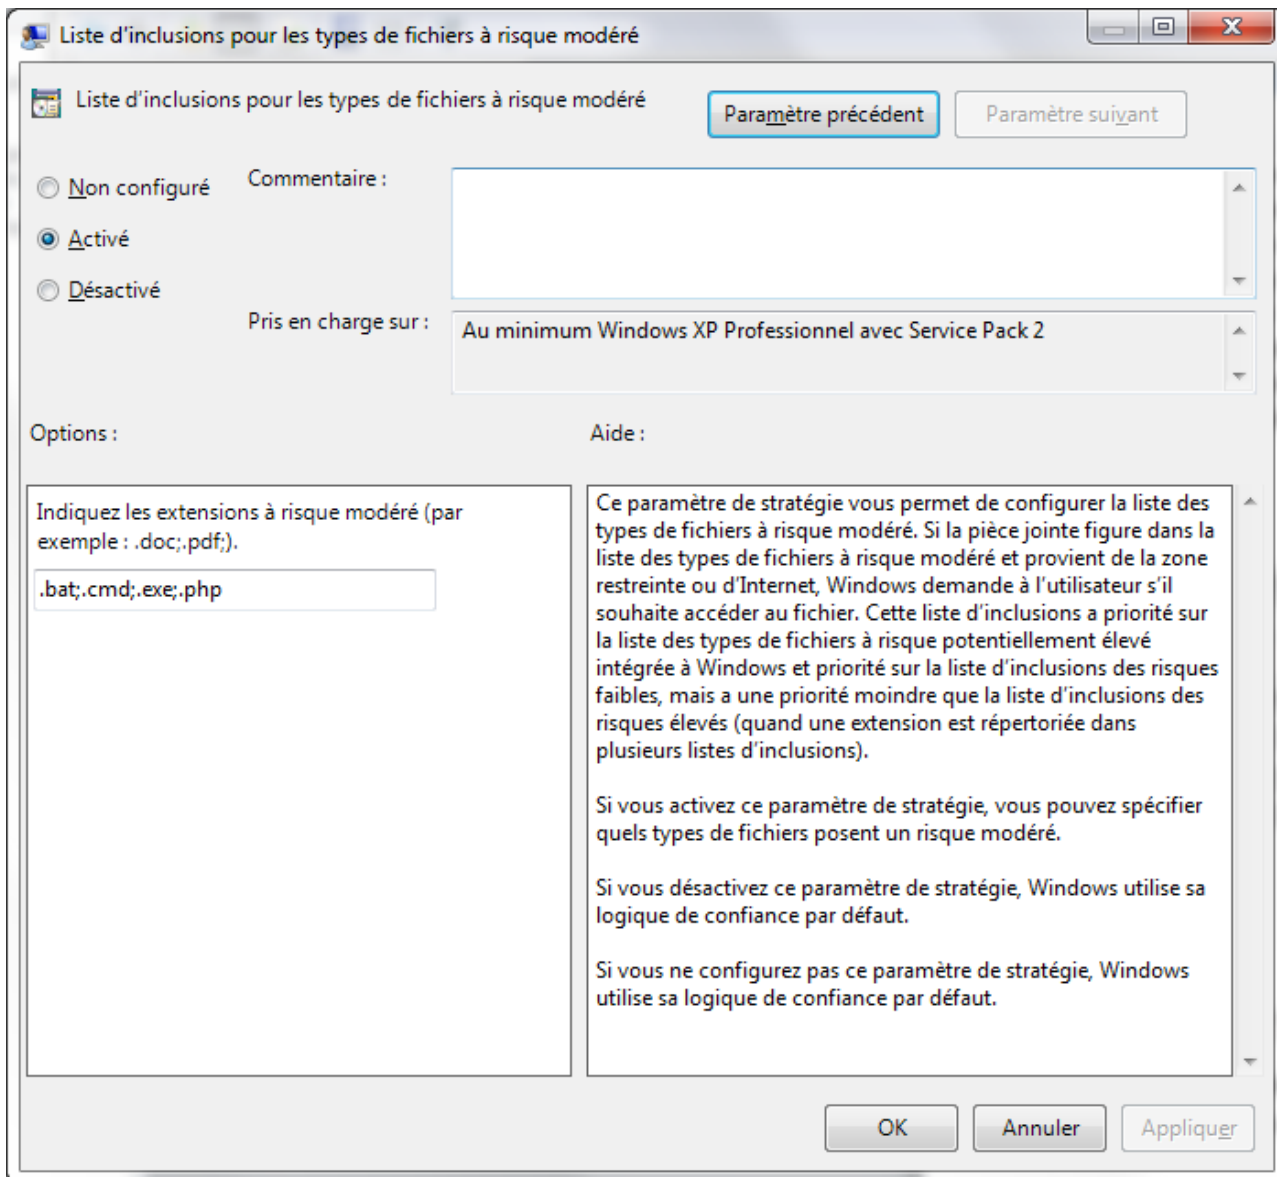 Liste d'inclusions pour les types de fichiers à risque modéré
Liste d'inclusions pour les types de fichiers à risque modéré
Paramètre précédent
Paramètre suivant
Non configuré
Commentaire :
Activé
Désactivé
Pris en charge sur :
Au minimum Windows XP Professionnel avec Service Pack 2
Options :
Aide :
Indiquez les extensions à risque modéré (par
exemple : .doc;.pdf;).
.bat;.cmd;.exe;.php
Ce paramètre de stratégie vous permet de configurer la liste des
types de fichiers à risque modéré. Si la pièce jointe figure dans la
liste des types de fichiers à risque modéré et provient de la zone
restreinte ou d’Internet, Windows demande à l’utilisateur s’il
souhaite accéder au fichier. Cette liste d’inclusions a priorité sur
la liste des types de fichiers à risque potentiellement élevé
intégrée à Windows et priorité sur la liste d’inclusions des risques
faibles, mais a une priorité moindre que la liste d’inclusions des
risques élevés (quand une extension est répertoriée dans
plusieurs listes d’inclusions).
Si vous activez ce paramètre de stratégie, vous pouvez spécifier
quels types de fichiers posent un risque modéré.
Si vous désactivez ce paramètre de stratégie, Windows utilise sa
logique de confiance par défaut.
Si vous ne configurez pas ce paramètre de stratégie, Windows
utilise sa logique de confiance par défaut.
OK
Annuler
Appliquer